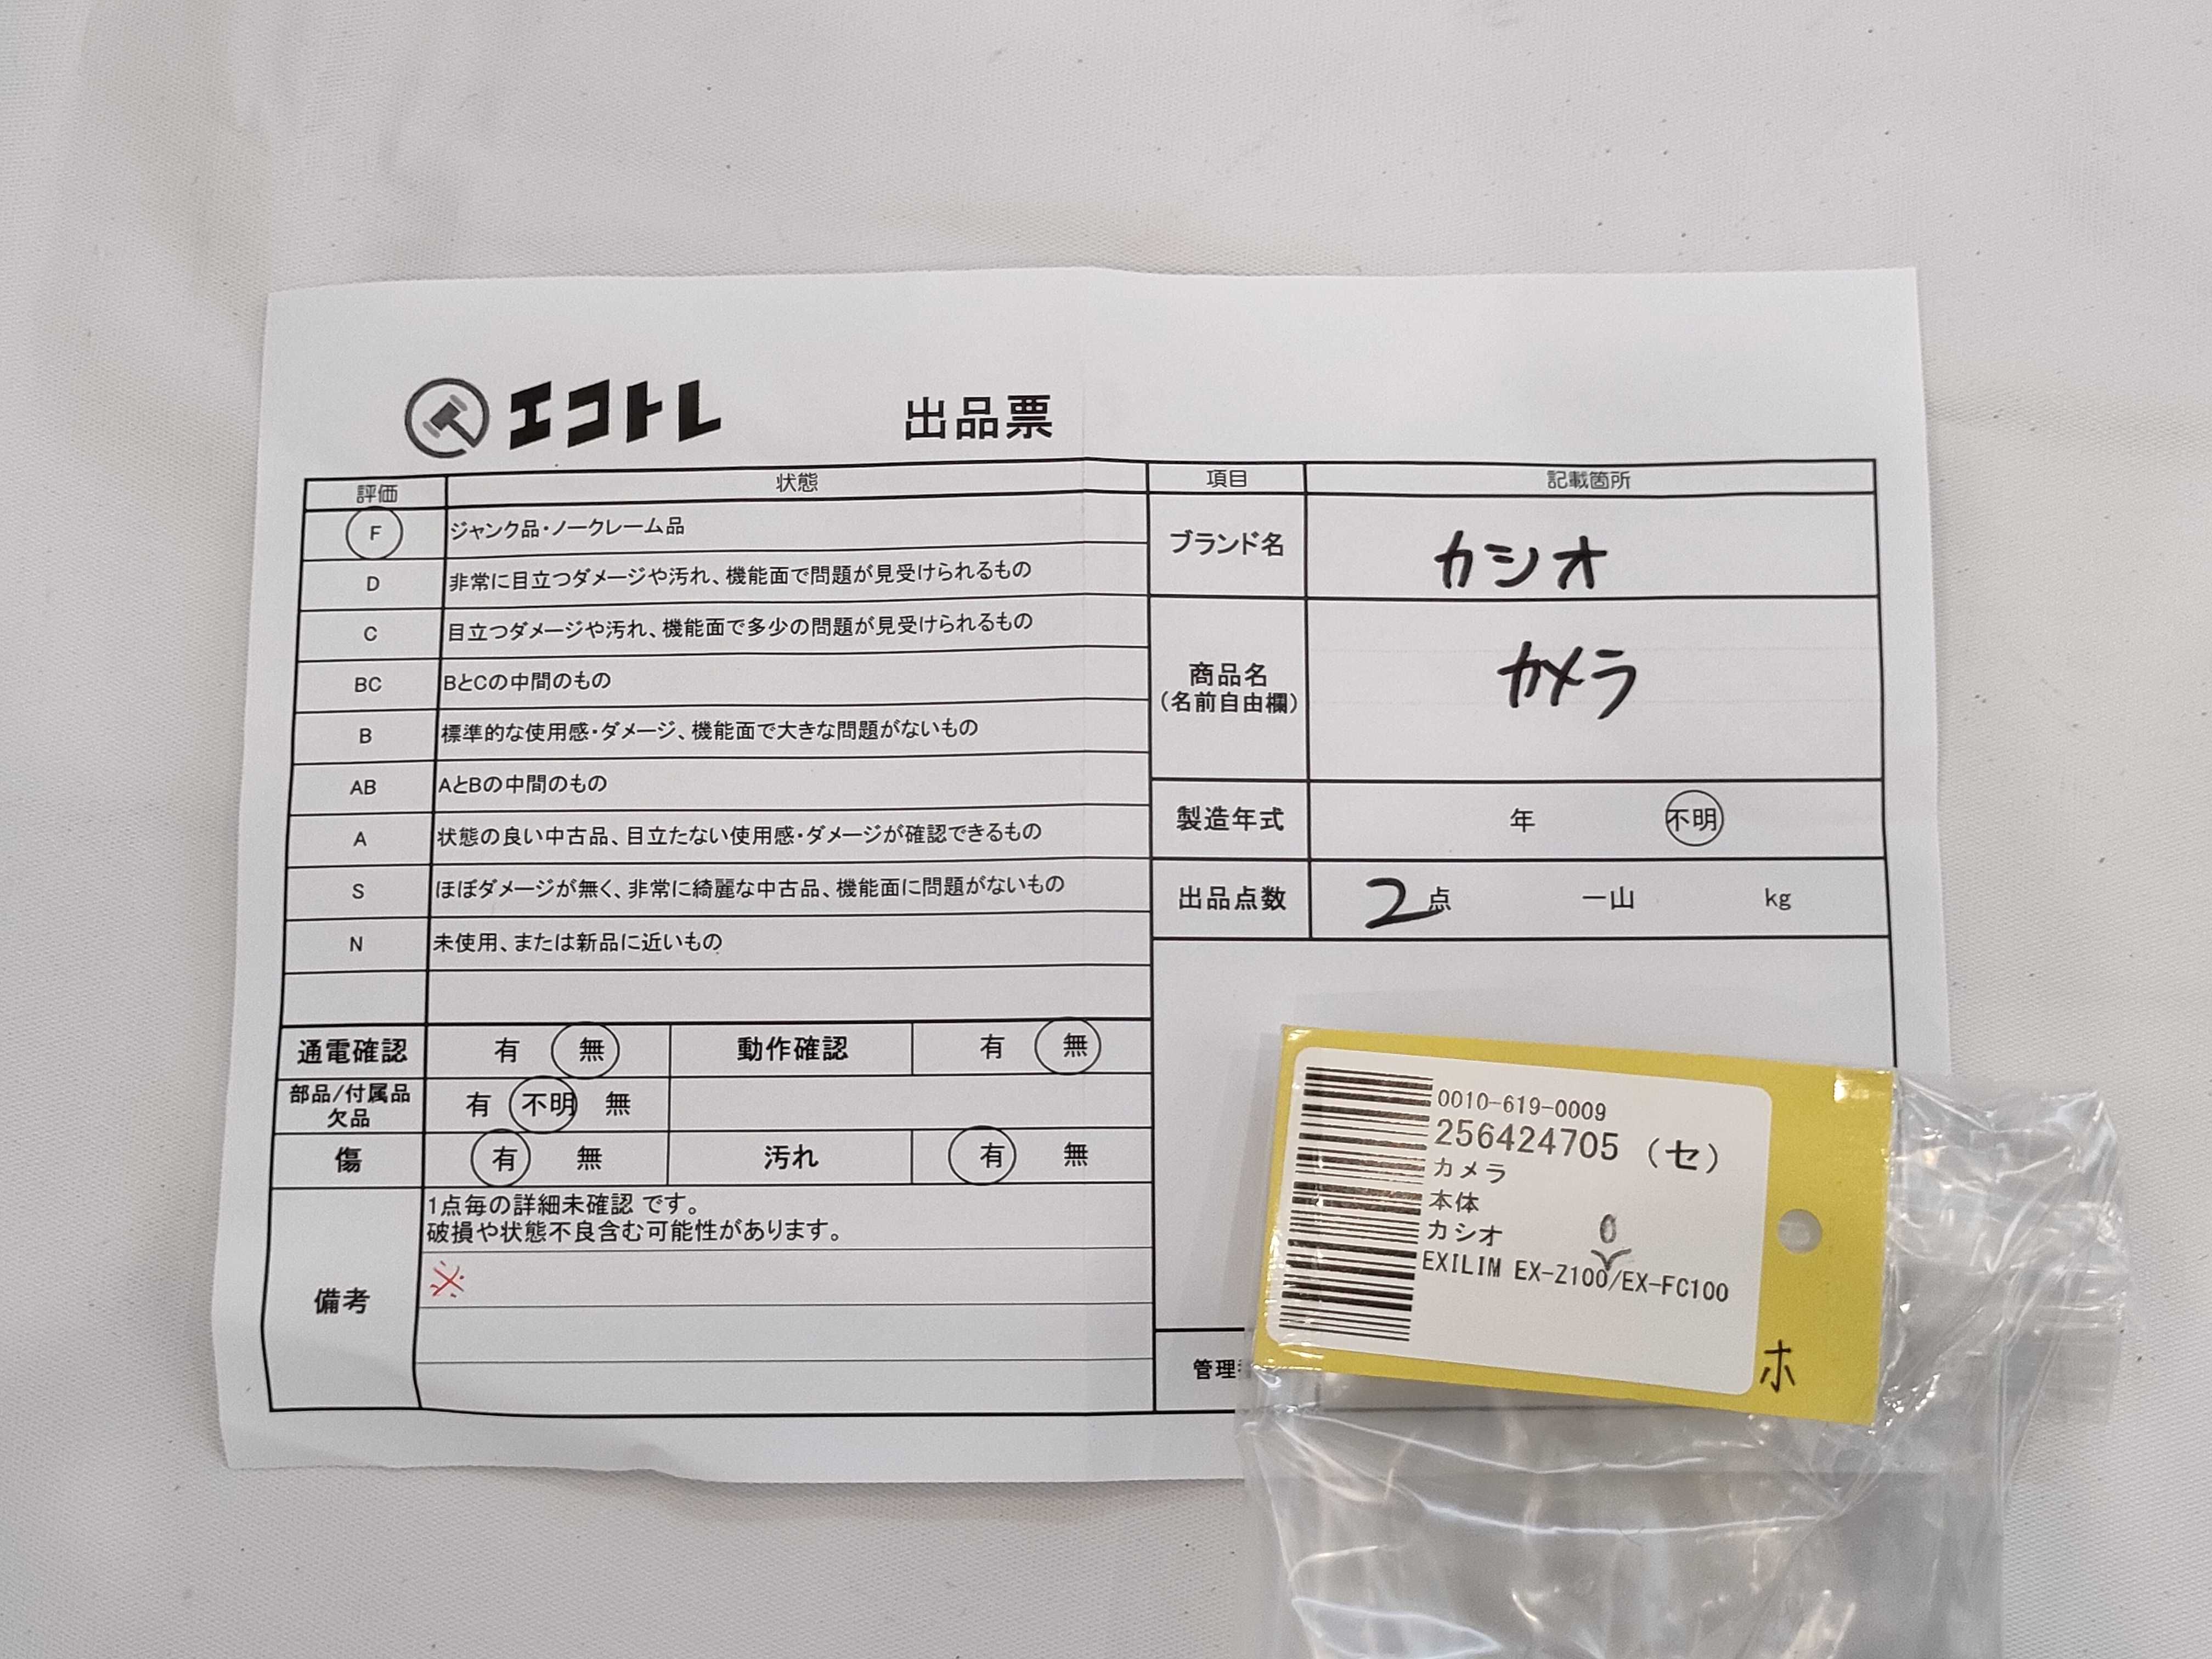 エコトレ 出品票
評価 状態
F ジャンク品・ノークレーム品
D 非常に目立つダメージや汚れ、機能面で問題が見受けられるもの
C 目立つダメージや汚れ、機能面で多少の問題が見受けられるもの
BC BとCの中間のもの
B 標準的な使用感・ダメージ、機能面で大きな問題がないもの
AB AとBの中間のもの
A 状態の良い中古品、目立たない使用感・ダメージが確認できるもの
S ほぼダメージが無く、非常に綺麗な中古品、機能面に問題がないもの
N 未使用、または新品に近いもの
通電確認 有 無 動作確認 有 無
部品/付属品
欠品 有 不明 無
傷 有 無 汚れ 有 無
備考
1点毎の詳細未確認 です。
破損や状態不良含む可能性があります。
※
項目 記載箇所
ブランド名 カシオ
商品名
(名前自由欄) カメラ
製造年式 年 不明
出品点数 2点 一山 kg
管理
0010-619-0009
256424705 (セ)
カメラ
本体
カシオ
0
EXILIM EX-Z100/EX-FC100
ホ